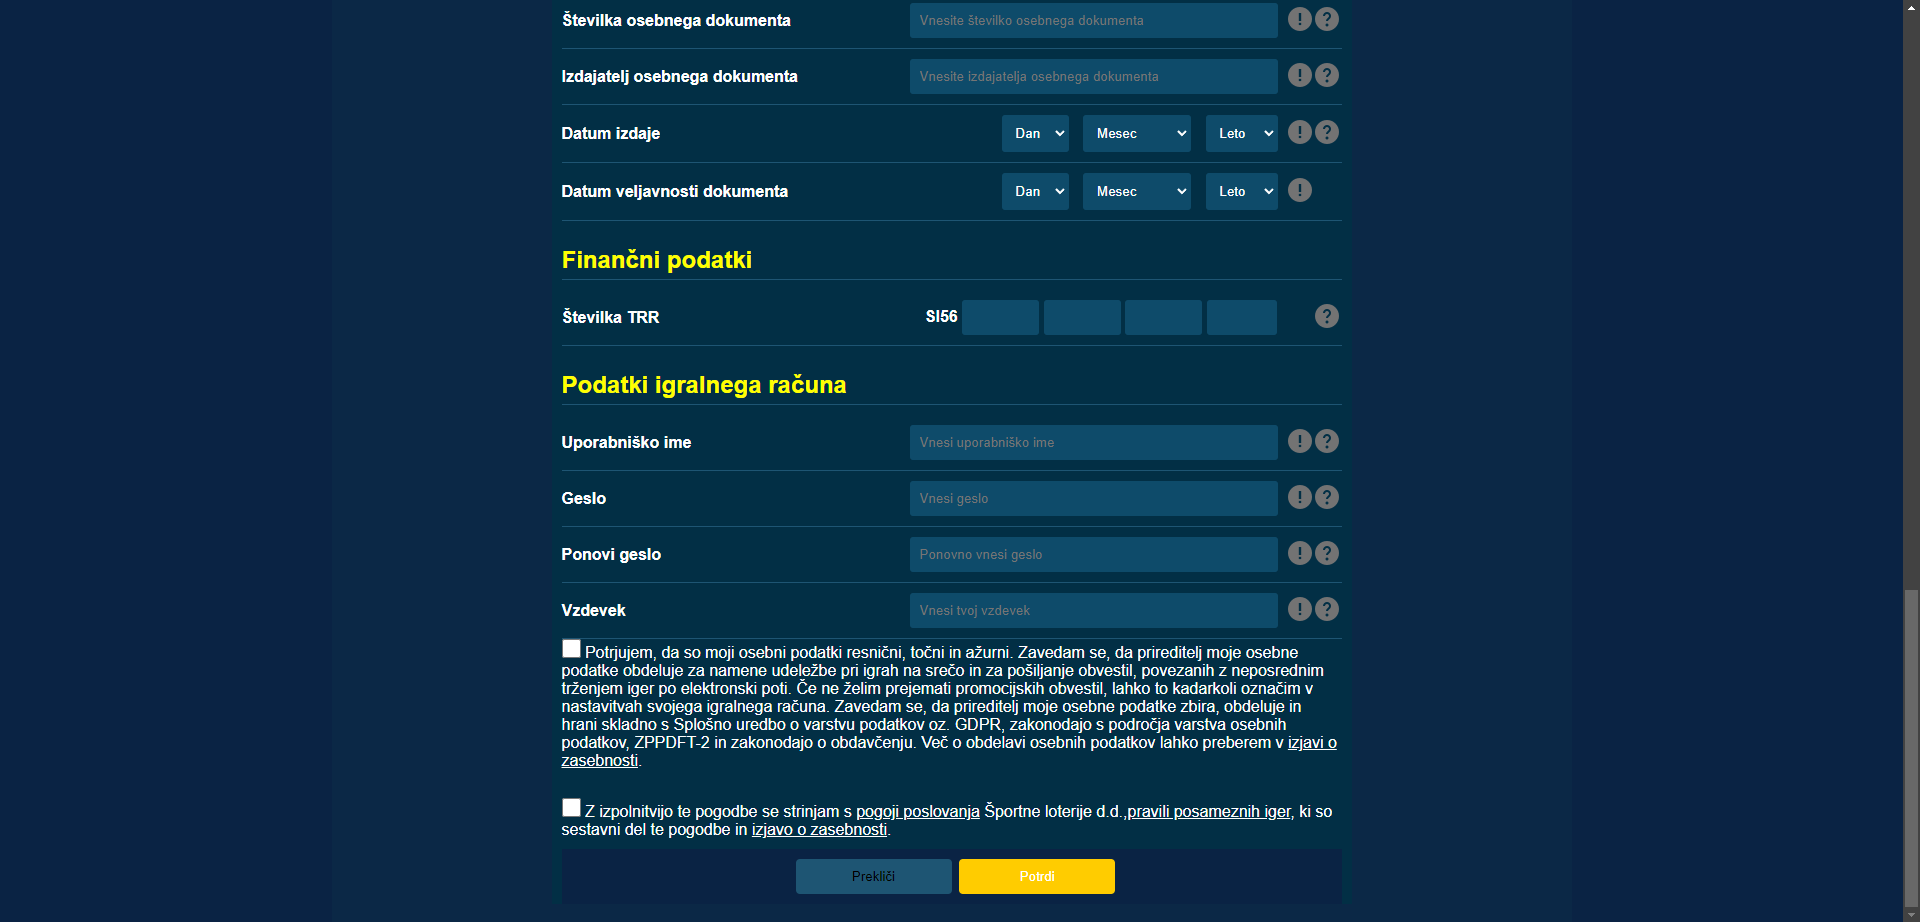 Številka osebnega dokumenta Vnesite številko osebnega dokumenta ! ?
Izdajatelj osebnega dokumenta Vnesite izdajatelja osebnega dokumenta ! ?
Datum izdaje Dan Mesec Leto ! ?
Datum veljavnosti dokumenta Dan Mesec Leto !
Finančni podatki
Številka TRR SI56 ?
Podatki igralnega računa
Uporabniško ime Vnesi uporabniško ime ! ?
Geslo Vnesi geslo ! ?
Ponovi geslo Ponovno vnesi geslo ! ?
Vzdevek Vnesi tvoj vzdevek ! ?
Potrjujem, da so moji osebni podatki resnični, točni in ažurni. Zavedam se, da prireditelj moje osebne
podatke obdeluje za namene udeležbe pri igrah na srečo in za pošiljanje obvestil, povezanih z neposrednim
trženjem iger po elektronski poti. Če ne želim prejemati promocijskih obvestil, lahko to kadarkoli označim v
nastavitvah svojega igralnega računa. Zavedam se, da prireditelj moje osebne podatke zbira, obdeluje in
hrani skladno s Splošno uredbo o varstvu podatkov oz. GDPR, zakonodajo s področja varstva osebnih
podatkov, ZPPDFT-2 in zakonodajo o obdavčenju. Več o obdelavi osebnih podatkov lahko preberem v izjavi o
zasebnosti.
Z izpolnitvijo te pogodbe se strinjam s pogoji poslovanja Športne loterije d.d.,pravili posameznih iger, ki so
sestavni del te pogodbe in izjavo o zasebnosti.
Prekliči Potrdi